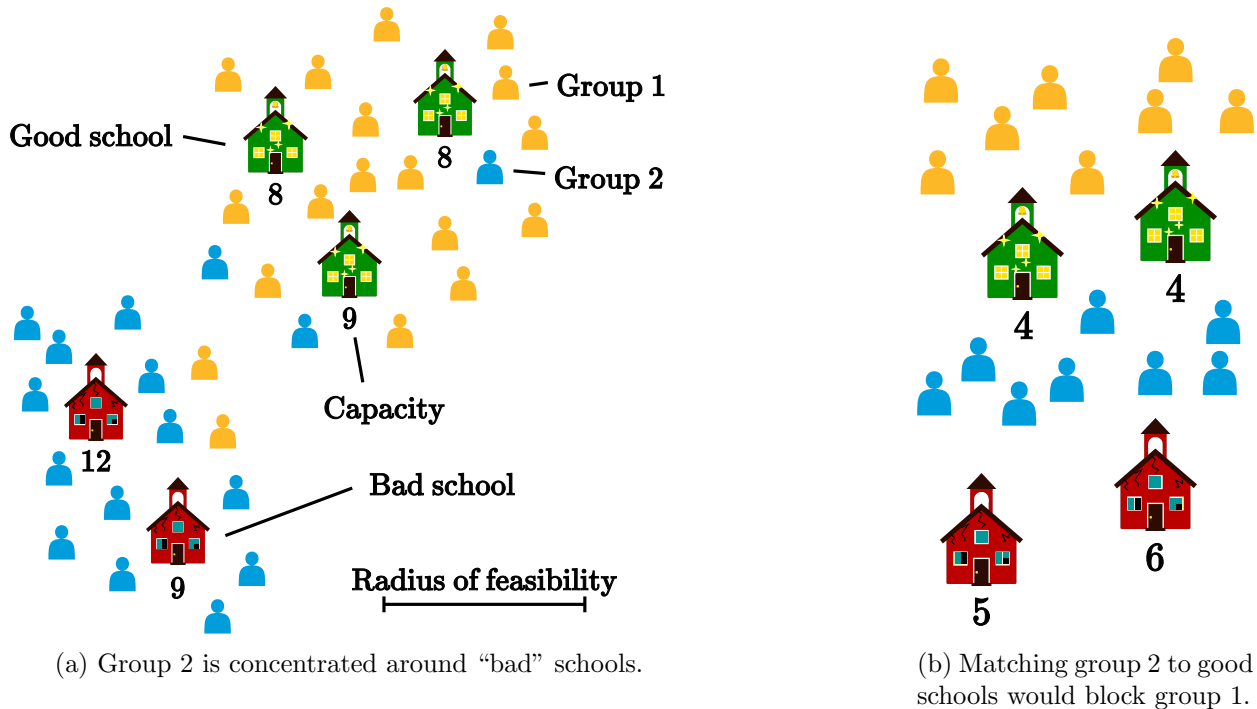 Group 1
Good school
8
Group 2
8
9
Capacity
12
Bad school
9
Radius of feasibility
(a) Group 2 is concentrated around “bad” schools.
4
4
6
5
(b) Matching group 2 to good
schools would block group 1.